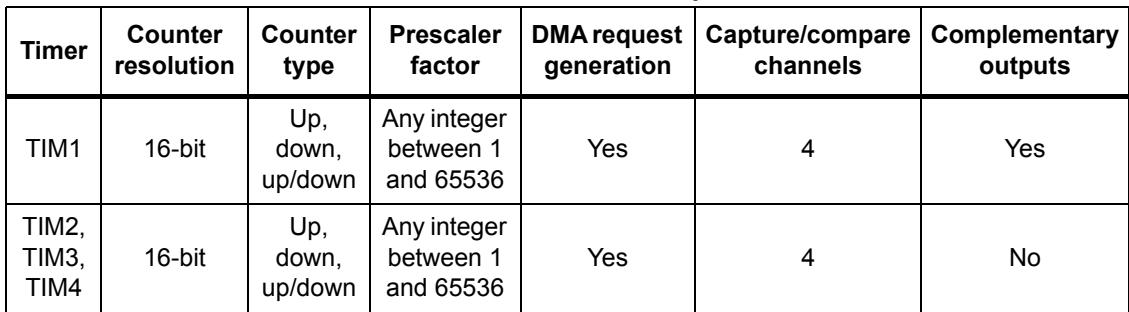 Timer
Counter
resolution
Counter
type
Prescaler
factor
DMA request
generation
Capture/compare
channels
Complementary
outputs
TIM1
16-bit
Up,
down,
up/down
Any integer
between 1
and 65536
Yes
4
Yes
TIM2,
TIM3,
TIM4
16-bit
Up,
down,
up/down
Any integer
between 1
and 65536
Yes
4
No